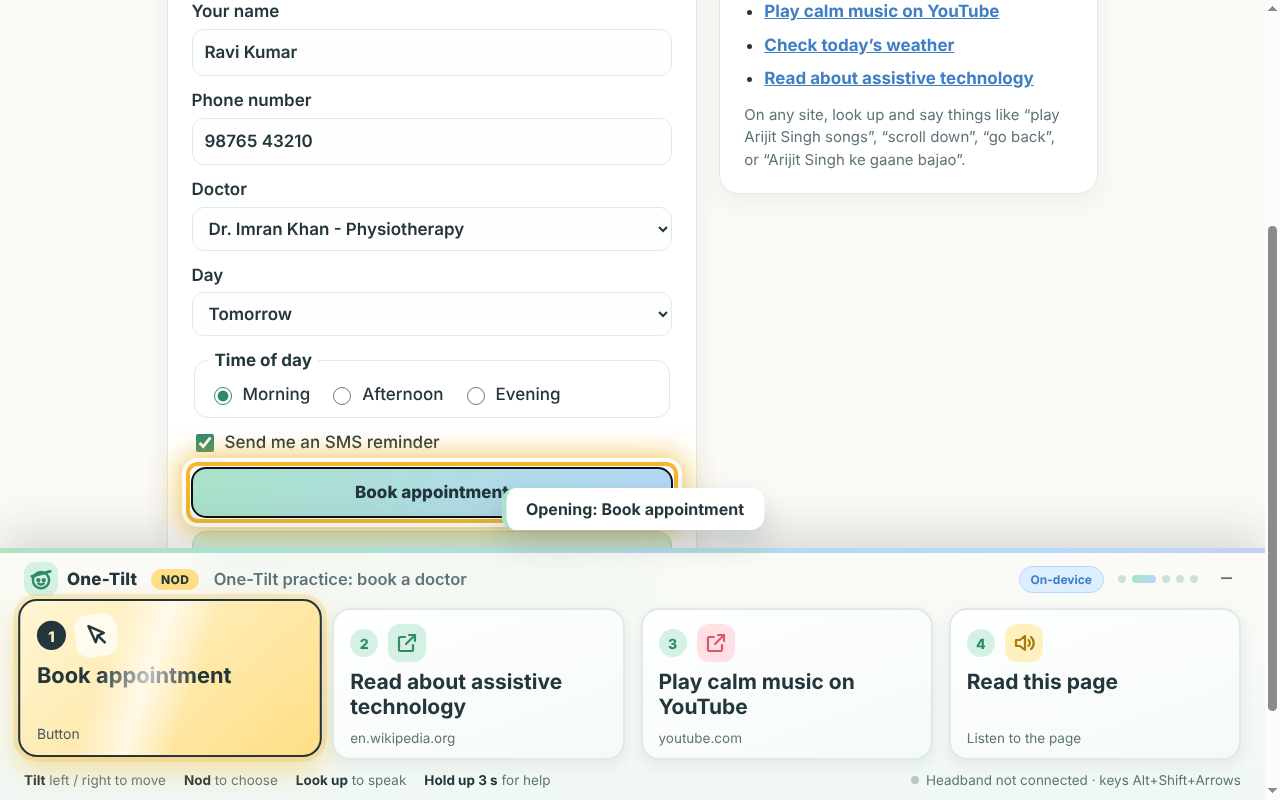 Your name
Ravi Kumar
Phone number
98765 43210
Doctor
Dr. Imran Khan - Physiotherapy
Day
Tomorrow
Time of day
Morning Afternoon Evening
Send me an SMS reminder
Book appointment
Opening: Book appointment
Play calm music on YouTube
Check today’s weather
Read about assistive technology
On any site, look up and say things like “play
Arijit Singh songs”, “scroll down”, “go back”,
or “Arijit Singh ke gaane bajao”.
One-Tilt NOD One-Tilt practice: book a doctor On-device
1
Book appointment
Button
2
Read about assistive
technology
en.wikipedia.org
3
Play calm music on
YouTube
youtube.com
4
Read this page
Listen to the page
Tilt left / right to move Nod to choose Look up to speak Hold up 3 s for help
Headband not connected · keys Alt+Shift+Arrows